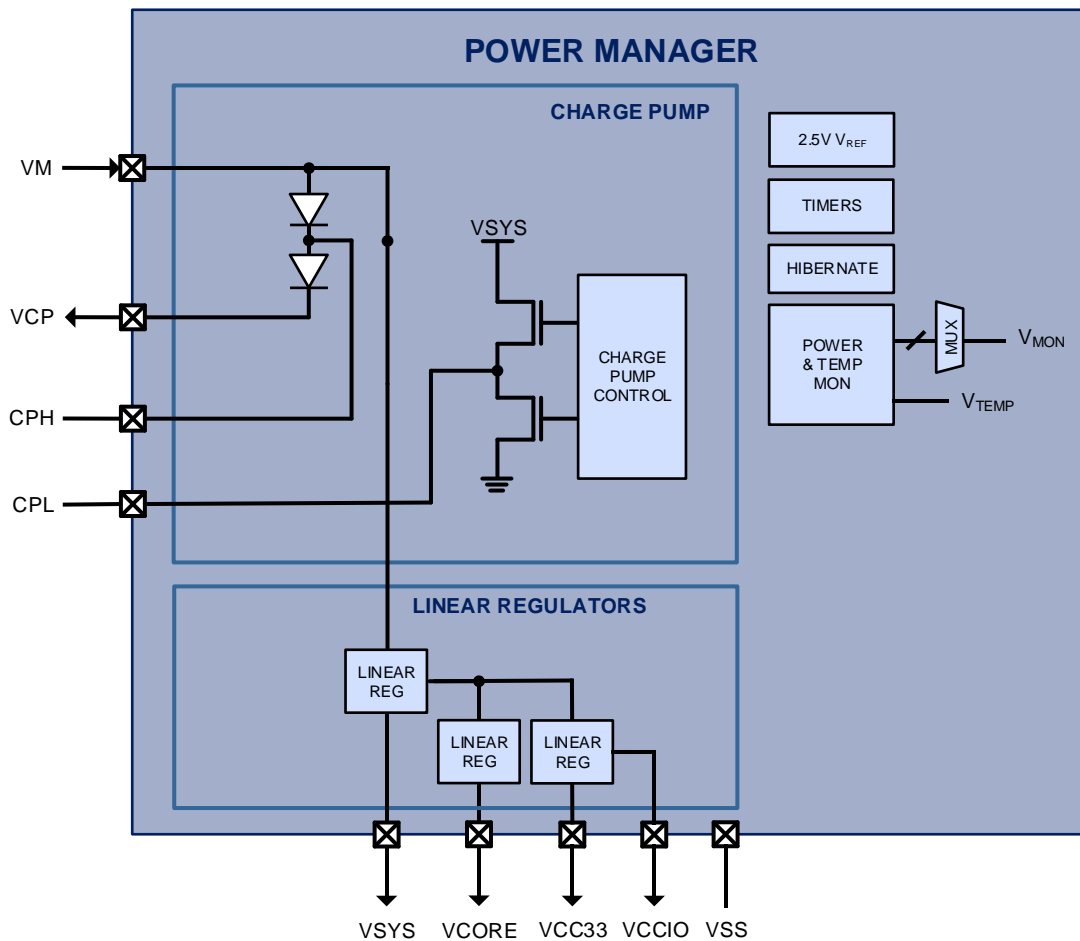 POWER MANAGER
CHARGE PUMP
VM
VCP
CPH
CPL
VSYS
CHARGE
PUMP
CONTROL
2.5V VREF
TIMERS
HIBERNATE
POWER
& TEMP
MON
MUX
VMON
VTEMP
LINEAR REGULATORS
LINEAR
REG
LINEAR
REG
LINEAR
REG
VSYS
VCORE
VCC33
VCCIO
VSS